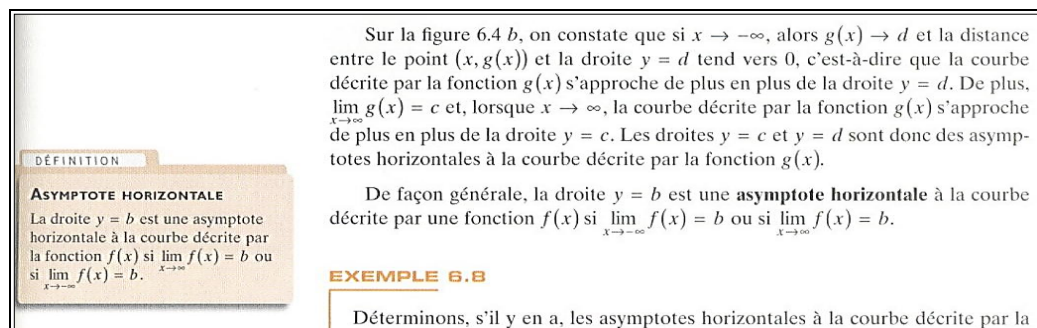 Sur la figure 6.4 b, on constate que si x → −∞, alors g(x) → d et la distance
entre le point (x, g(x)) et la droite y = d tend vers 0, c'est-à-dire que la courbe
décrite par la fonction g(x) s'approche de plus en plus de la droite y = d. De plus,
lim g(x) = c et, lorsque x → ∞, la courbe décrite par la fonction g(x) s'approche
x→∞
de plus en plus de la droite y = c. Les droites y = c et y = d sont donc des asymp-
totes horizontales à la courbe décrite par la fonction g(x).
De façon générale, la droite y = b est une asymptote horizontale à la courbe
décrite par une fonction f(x) si lim f(x) = b ou si lim f(x) = b.
x→−∞ x→∞
DÉFINITION
ASYMPTOTE HORIZONTALE
La droite y = b est une asymptote
horizontale à la courbe décrite par
la fonction f(x) si lim f(x) = b ou
x→∞
si lim f(x) = b.
x→−∞
EXEMPLE 6.8
Déterminons, s'il y en a, les asymptotes horizontales à la courbe décrite par la